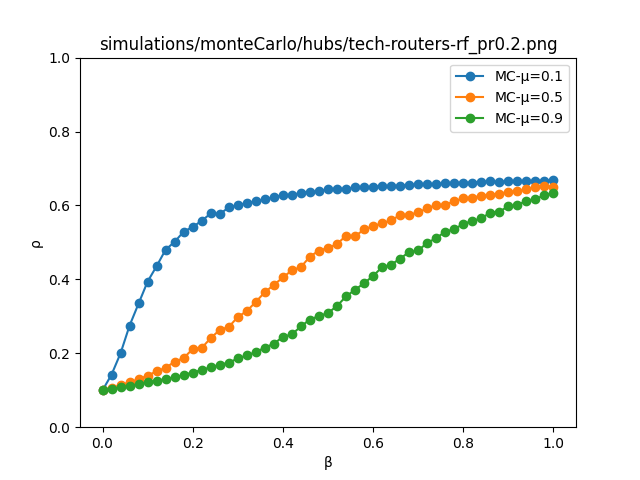 simulations/monteCarlo/hubs/tech-routers-rf_pr0.2.png
MC-μ=0.1
MC-μ=0.5
MC-μ=0.9
1.0
0.8
0.6
0.4
0.2
0.0
ρ
0.0 0.2 0.4 0.6 0.8 1.0
β